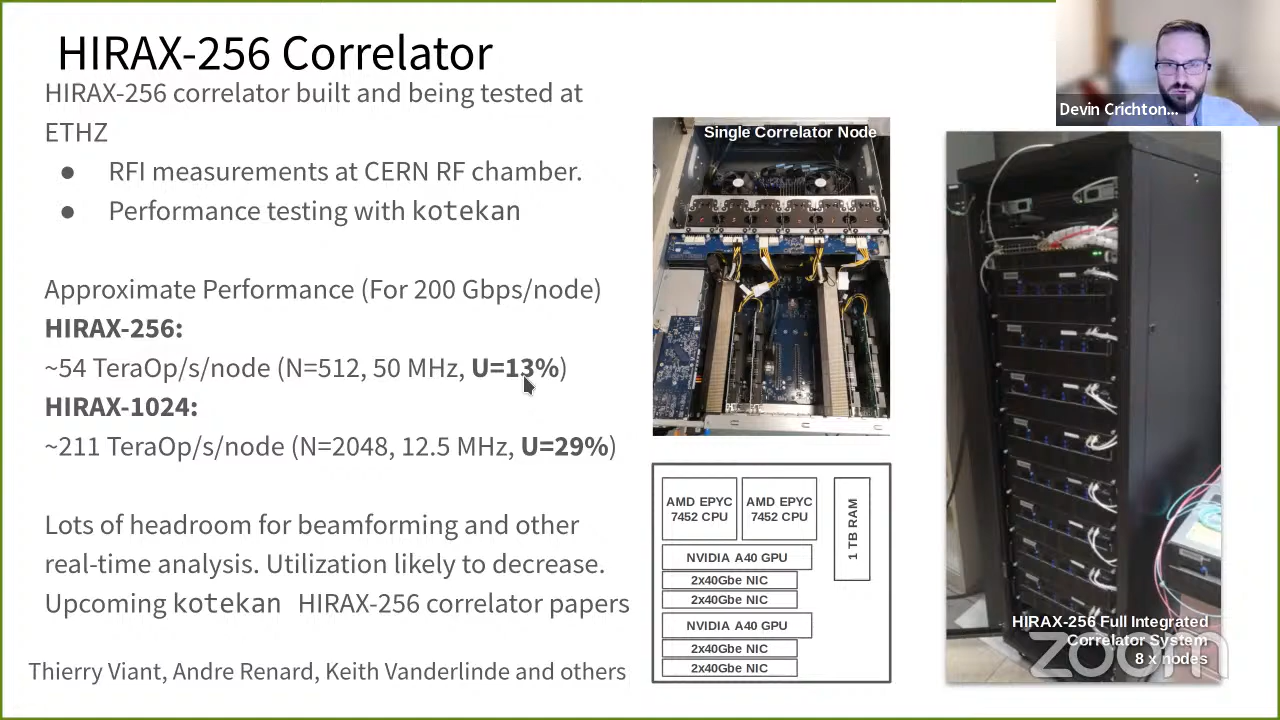 HIRAX-256 Correlator
HIRAX-256 correlator built and being tested at
ETHZ
● RFI measurements at CERN RF chamber.
● Performance testing with kotekan
Approximate Performance (For 200 Gbps/node)
HIRAX-256:
~54 TeraOp/s/node (N=512, 50 MHz, U=13%)
HIRAX-1024:
~211 TeraOp/s/node (N=2048, 12.5 MHz, U=29%)
Lots of headroom for beamforming and other
real-time analysis. Utilization likely to decrease.
Upcoming kotekan HIRAX-256 correlator papers
Thierry Viant, Andre Renard, Keith Vanderlinde and others
Single Correlator Node
AMD EPYC
7452 CPU
AMD EPYC
7452 CPU
1 TB RAM
NVIDIA A40 GPU
2x40Gbe NIC
2x40Gbe NIC
NVIDIA A40 GPU
2x40Gbe NIC
2x40Gbe NIC
Devin Crichton...
HIRAX-256 Full Integrated
Correlator System
8 x nodes
zoom